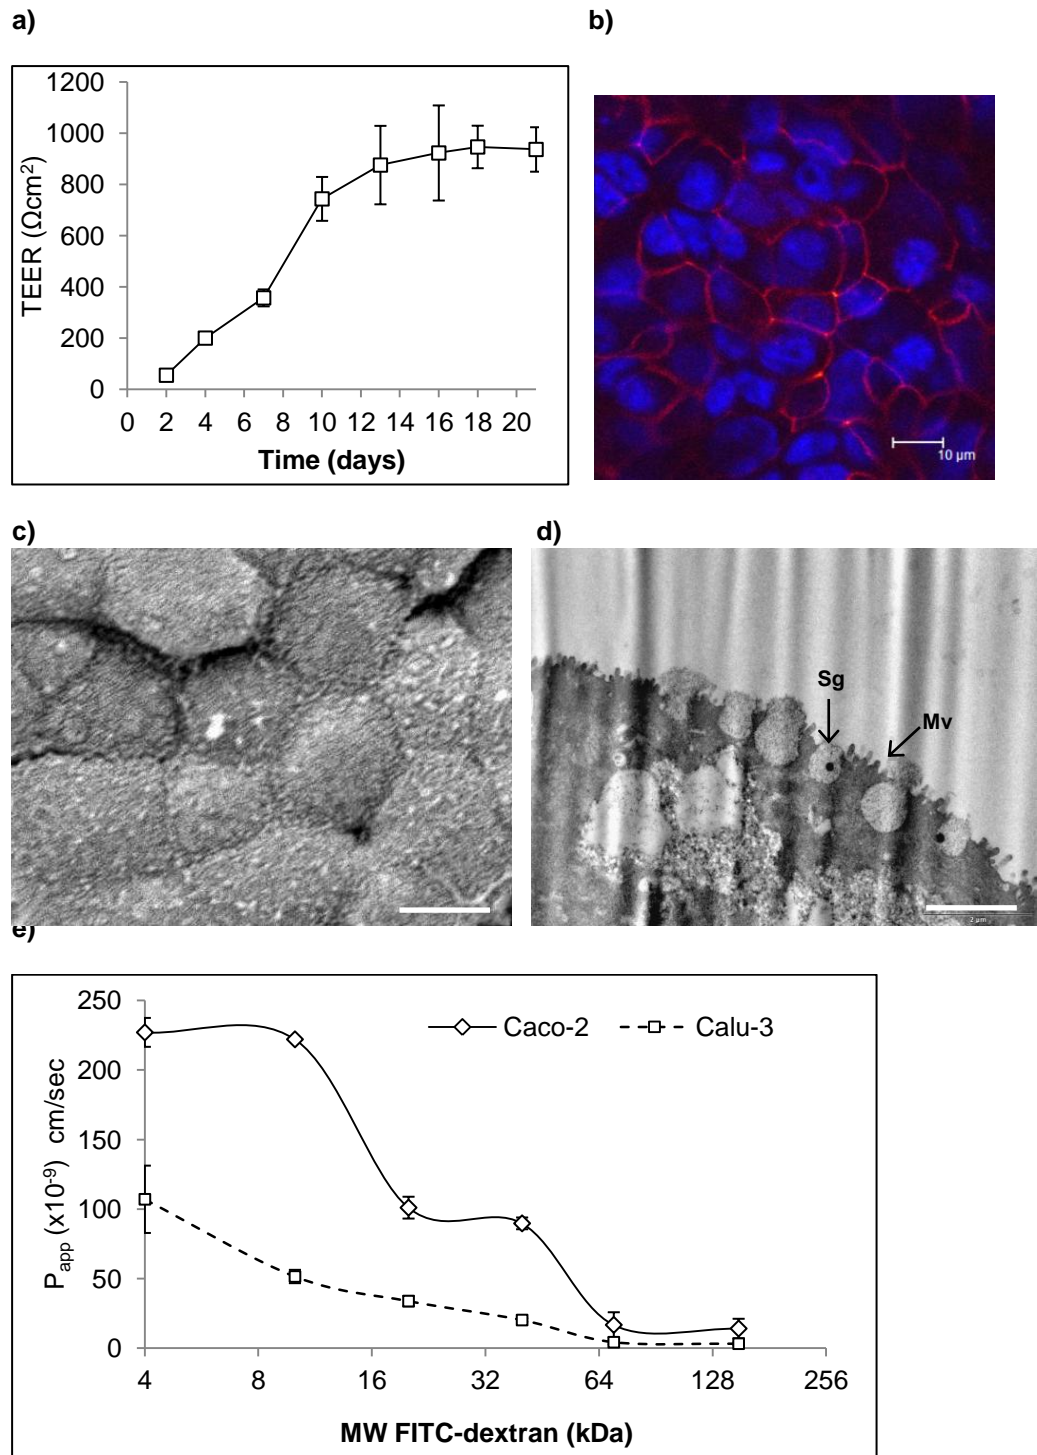 a)
b)
1200
1000
800
600
400
200
0
TEER (Ωcm²)
0 2 4 6 8 10 12 14 16 18 20
Time (days)
10 µm
c)
d)
Sg
Mv
2 µm
e)
250
200
150
100
50
0
Papp (x10⁻⁹) cm/sec
Caco-2 Calu-3
4 8 16 32 64 128 256
MW FITC-dextran (kDa)